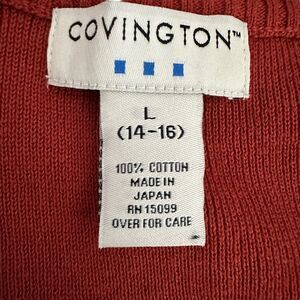 COVINGTON™
L
(14-16)
100% COTTON
MADE IN
JAPAN
RN 15099
OVER FOR CARE